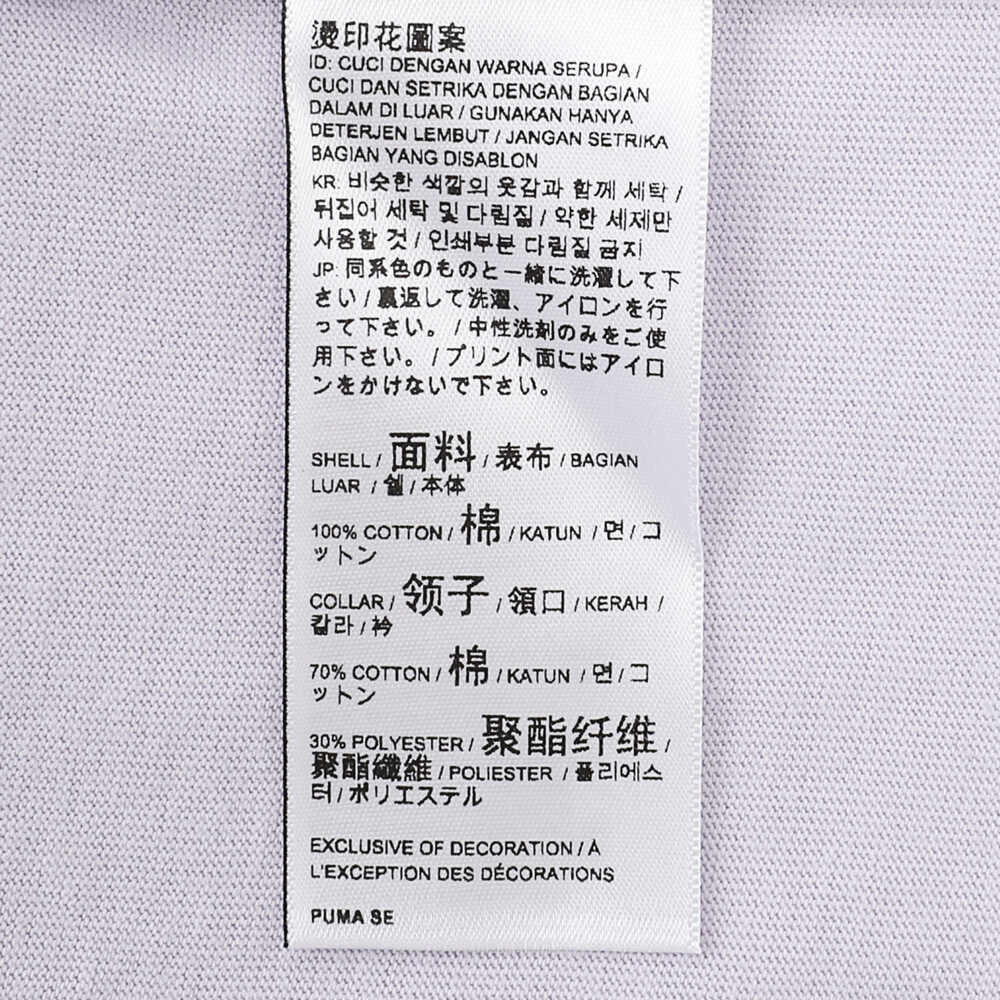 燙印花圖案
ID: CUCI DENGAN WARNA SERUPA /
CUCI DAN SETRIKA DENGAN BAGIAN
DALAM DI LUAR / GUNAKAN HANYA
DETERJEN LEMBUT / JANGAN SETRIKA
BAGIAN YANG DISABLON
KR: 비슷한 색깔의 옷감과 함께 세탁 /
뒤집어 세탁 및 다림질 / 약한 세제만
사용할 것 / 인쇄부분 다림질 금지
JP: 同系色のものと一緒に洗濯して下
さい / 裏返して洗濯、アイロンを行
って下さい。 / 中性洗剤のみをご使
用下さい。 / プリント面にはアイロ
ンをかけないで下さい。
SHELL / 面料 / 表布 / BAGIAN
LUAR / 쉘 / 本体
100% COTTON / 棉 / KATUN / 면 / コ
ットン
COLLAR / 领子 / 領口 / KERAH /
칼라 / 衿
70% COTTON / 棉 / KATUN / 면 / コ
ットン
30% POLYESTER / 聚酯纤维 /
聚酯纖維 / POLIESTER / 폴리에스
터 / ポリエステル
EXCLUSIVE OF DECORATION / À
L'EXCEPTION DES DÉCORATIONS
PUMA SE